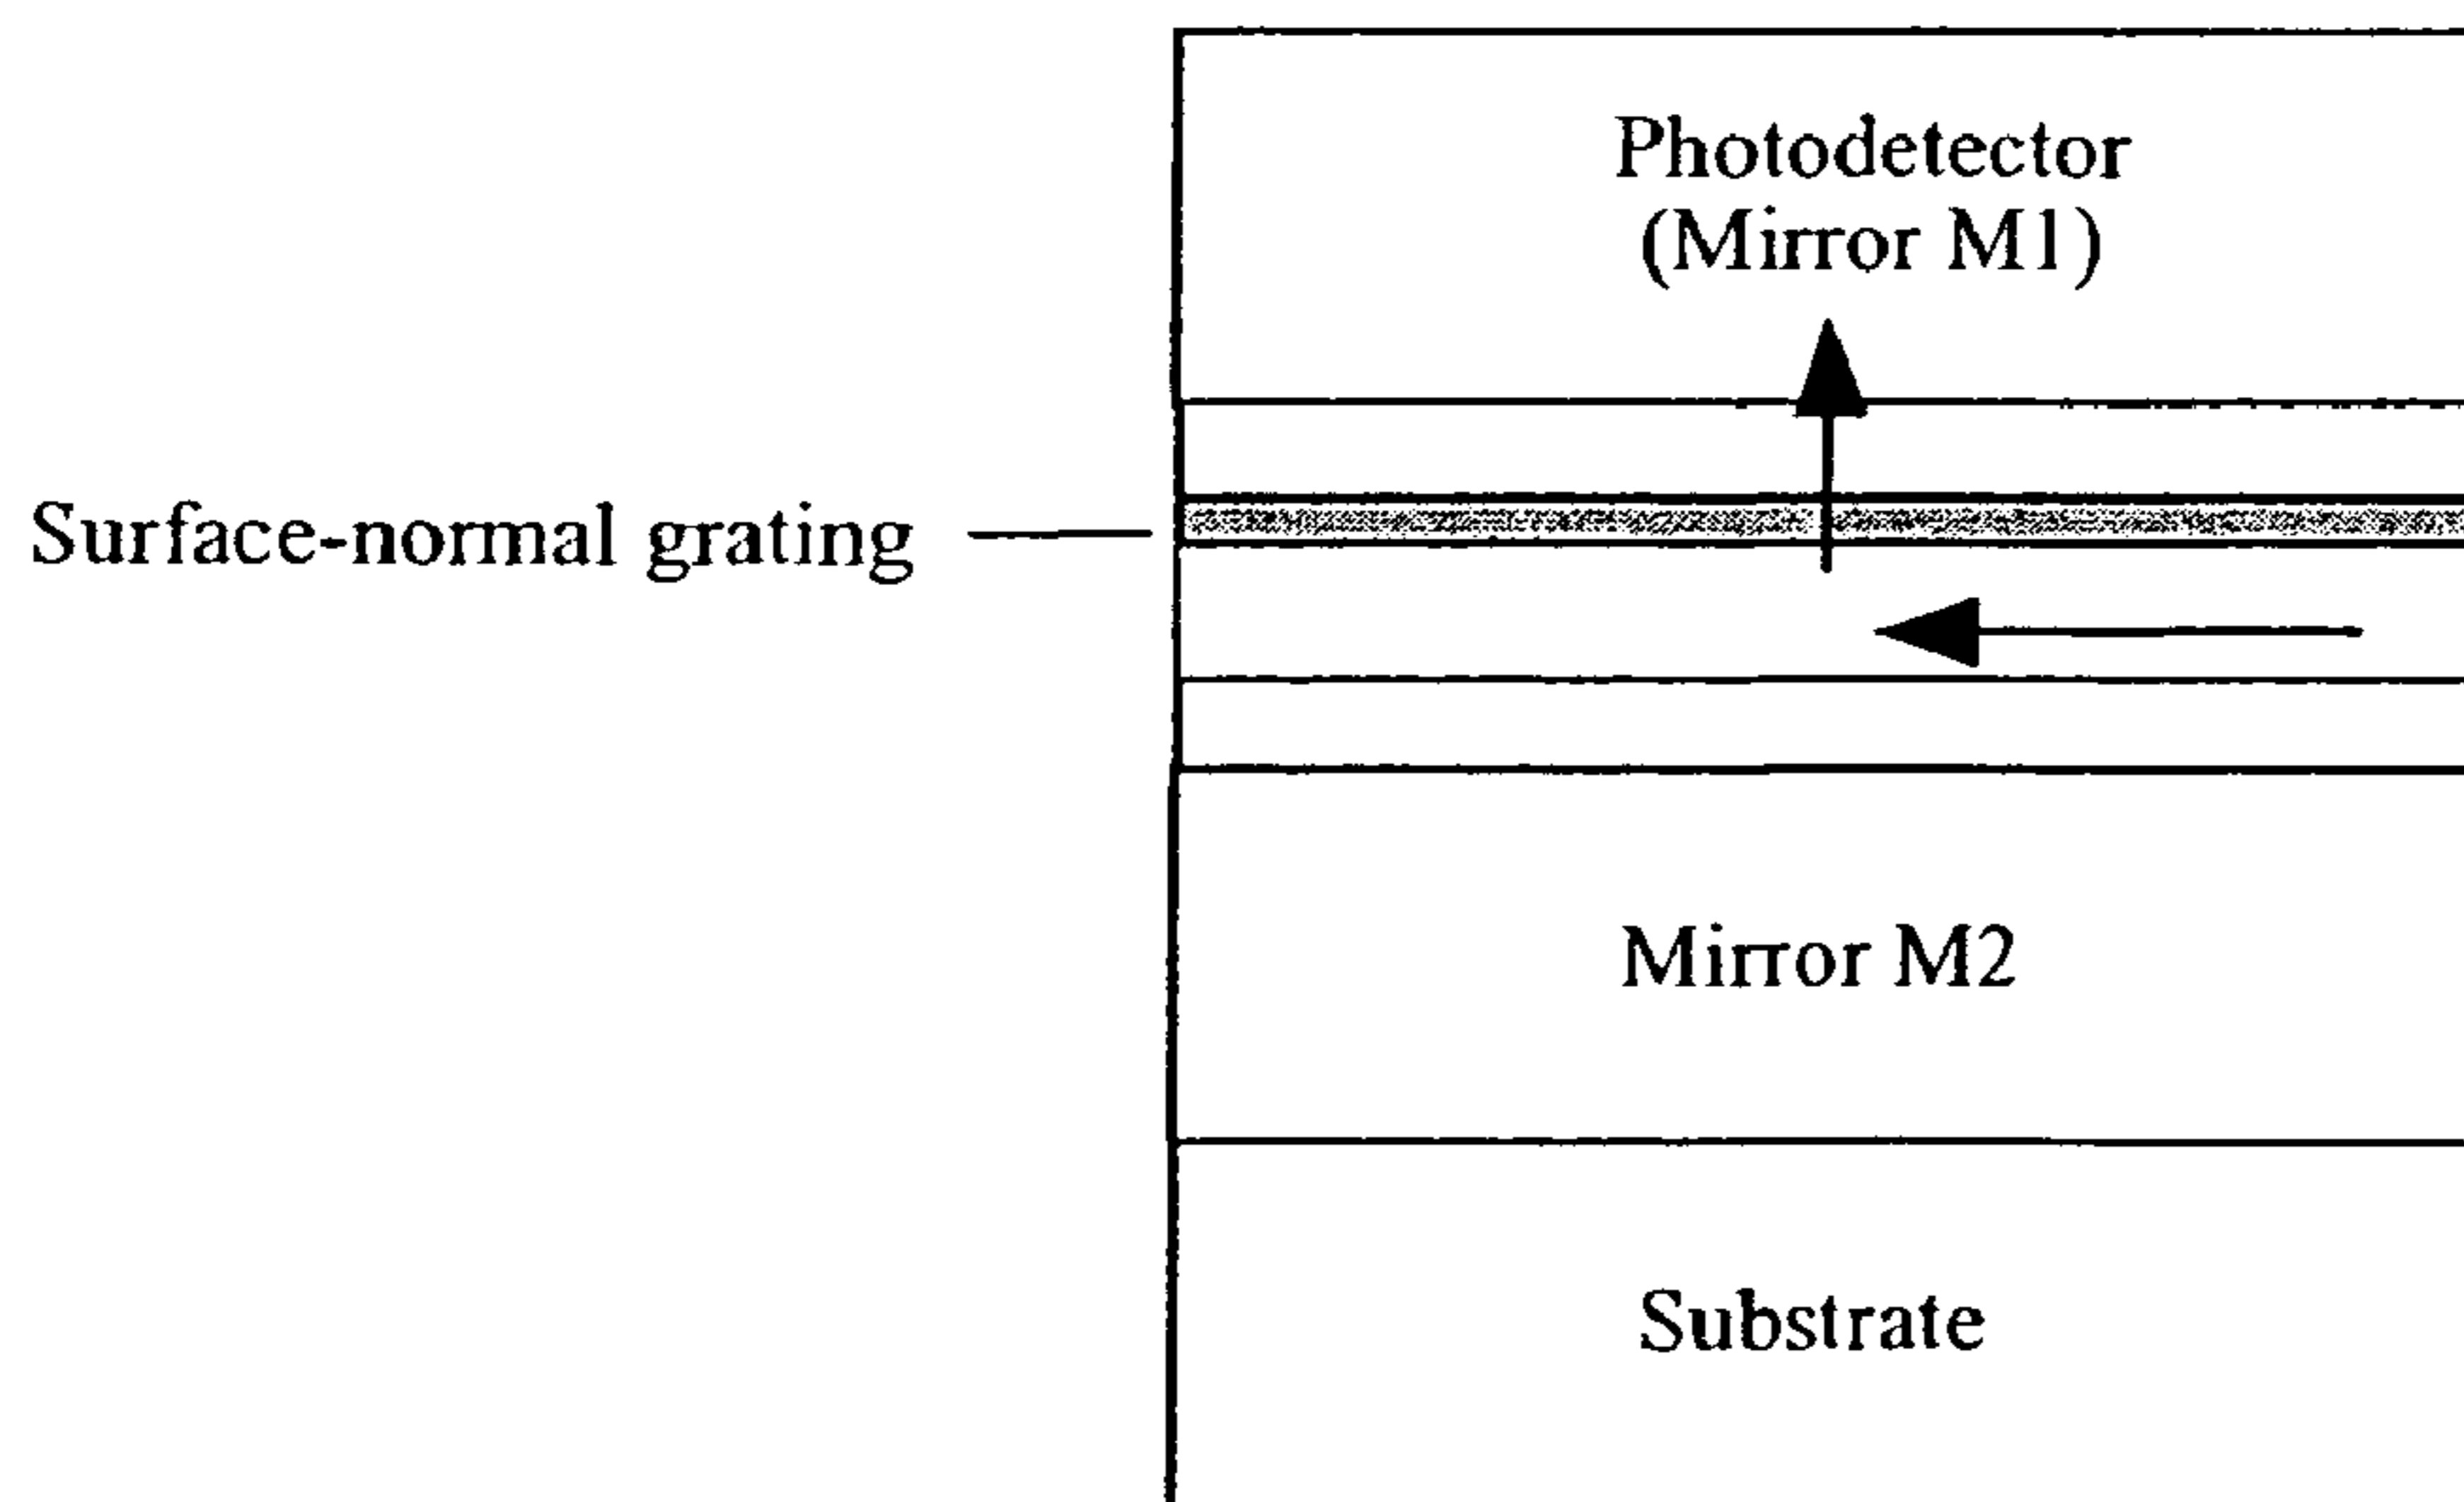 Photodetector
(Mirror M1)
Surface-normal grating
Mirror M2
Substrate